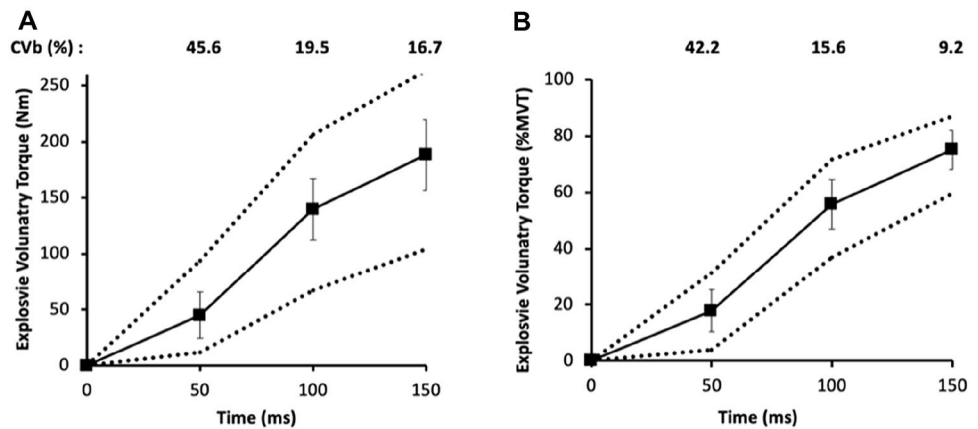 A
CVb (%) : 45.6 19.5 16.7
Explosvie Volunatry Torque (Nm)
250
200
150
100
50
0
0 50 100 150
Time (ms)
B
42.2 15.6 9.2
Explosvie Volunatry Torque (%MVT)
100
80
60
40
20
0
0 50 100 150
Time (ms)